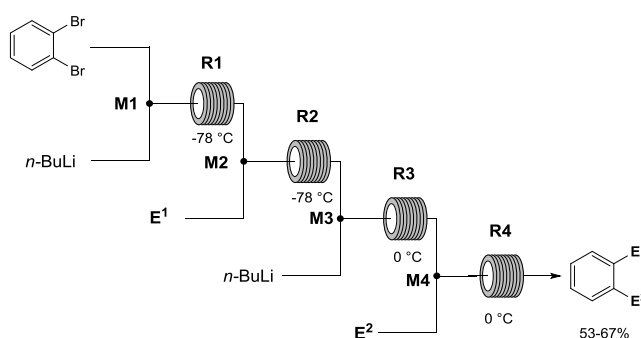 Br
Br
R1
M1
-78 °C
R2
n-BuLi
M2
-78 °C
R3
E¹
M3
0 °C
R4
n-BuLi
M4
E
E
0 °C
E²
53-67%